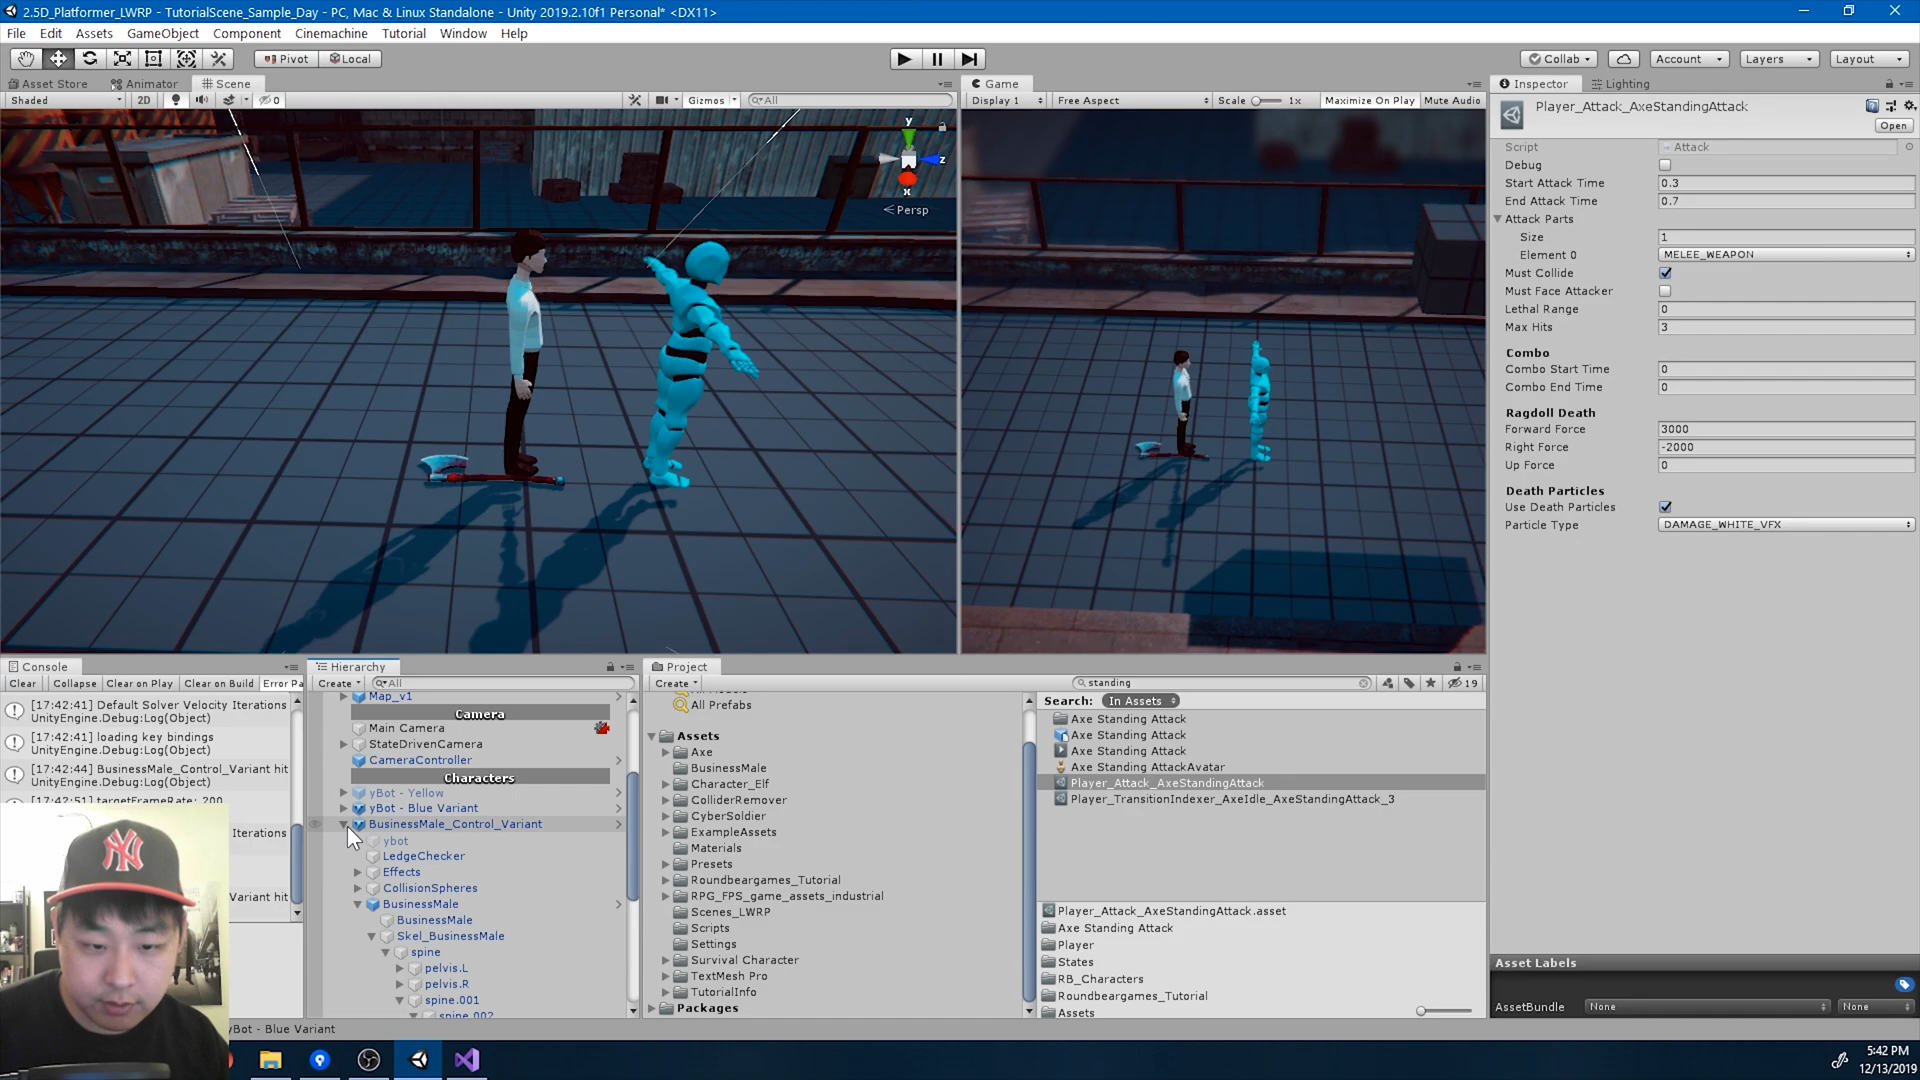 2.5D_Platformer_LWRP - TutorialScene_Sample_Day - PC, Mac & Linux Standalone - Unity 2019.2.10f1 Personal* <DX11>
File Edit Assets GameObject Component Cinemachine Tutorial Window Help
Pivot Local Collab Account Layers Layout
Asset Store Animator Scene Game Inspector Lighting
Shaded 2D 0 Gizmos All Display 1 Free Aspect Scale 1x Maximize On Play Mute Audio
Player_Attack_AxeStandingAttack
Open
y
z
x
Persp
Script Attack
Debug
Start Attack Time 0.3
End Attack Time 0.7
Attack Parts
Size 1
Element 0 MELEE_WEAPON
Must Collide
Must Face Attacker
Lethal Range 0
Max Hits 3
Combo
Combo Start Time 0
Combo End Time 0
Ragdoll Death
Forward Force 3000
Right Force -2000
Up Force 0
Death Particles
Use Death Particles
Particle Type DAMAGE_WHITE_VFX
Asset Labels
AssetBundle None None
Console
Clear Collapse Clear on Play Clear on Build Error Pa
[17:42:41] Default Solver Velocity Iterations
UnityEngine.Debug:Log(Object)
[17:42:41] loading key bindings
UnityEngine.Debug:Log(Object)
[17:42:44] BusinessMale_Control_Variant hit
UnityEngine.Debug:Log(Object)
[17:42:51] targetFrameRate: 200
Iterations
Variant hit
yBot - Blue Variant
Hierarchy
Create All
Map_v1
Camera
Main Camera
StateDrivenCamera
CameraController
Characters
yBot - Yellow
yBot - Blue Variant
BusinessMale_Control_Variant
ybot
LedgeChecker
Effects
CollisionSpheres
BusinessMale
BusinessMale
Skel_BusinessMale
spine
pelvis.L
pelvis.R
spine.001
spine.002
Project
Create standing 19
All Prefabs
Assets
Axe
BusinessMale
Character_Elf
ColliderRemover
CyberSoldier
ExampleAssets
Materials
Presets
Roundbeargames_Tutorial
RPG_FPS_game_assets_industrial
Scenes_LWRP
Scripts
Settings
Survival Character
TextMesh Pro
TutorialInfo
Packages
Search: In Assets
Axe Standing Attack
Axe Standing Attack
Axe Standing Attack
Axe Standing AttackAvatar
Player_Attack_AxeStandingAttack
Player_TransitionIndexer_AxeIdle_AxeStandingAttack_3
Player_Attack_AxeStandingAttack.asset
Axe Standing Attack
Player
States
RB_Characters
Roundbeargames_Tutorial
Assets
NY
5:42 PM
12/13/2019